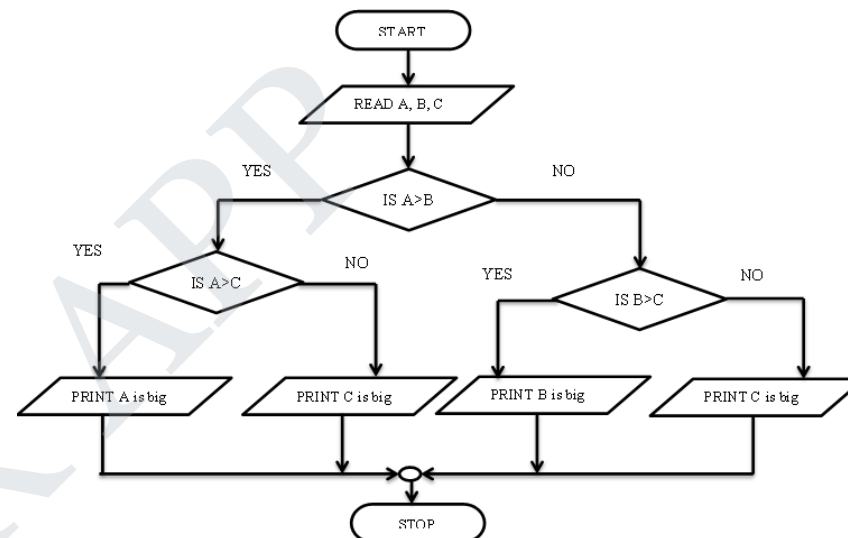 START
READ A, B, C
YES
NO
IS A>B
YES
NO
IS A>C
YES
NO
IS B>C
PRINT A is big
PRINT C is big
PRINT B is big
PRINT C is big
STOP
APP